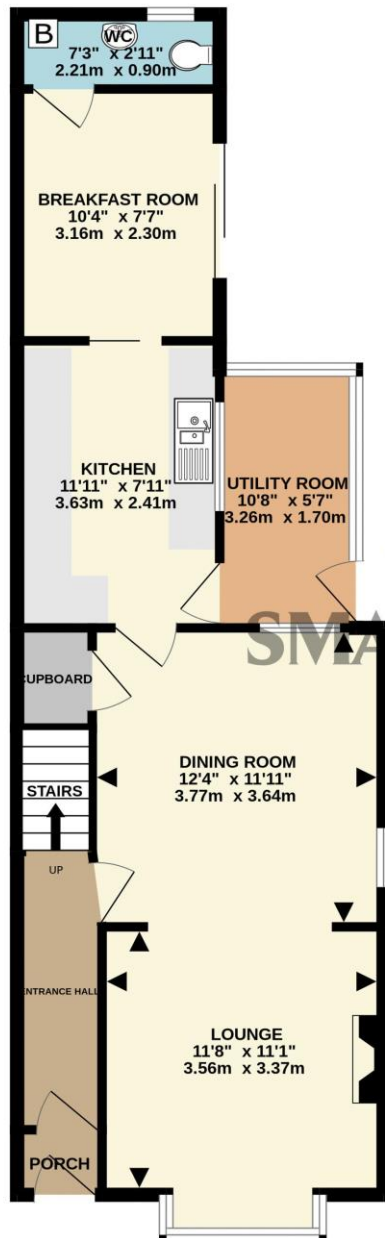 B
WC
7'3" x 2'11"
2.21m x 0.90m
BREAKFAST ROOM
10'4" x 7'7"
3.16m x 2.30m
KITCHEN
11'11" x 7'11"
3.63m x 2.41m
UTILITY ROOM
10'8" x 5'7"
3.26m x 1.70m
SMA
CUPBOARD
DINING ROOM
12'4" x 11'11"
3.77m x 3.64m
STAIRS
UP
ENTRANCE HALL
LOUNGE
11'8" x 11'1"
3.56m x 3.37m
PORCH